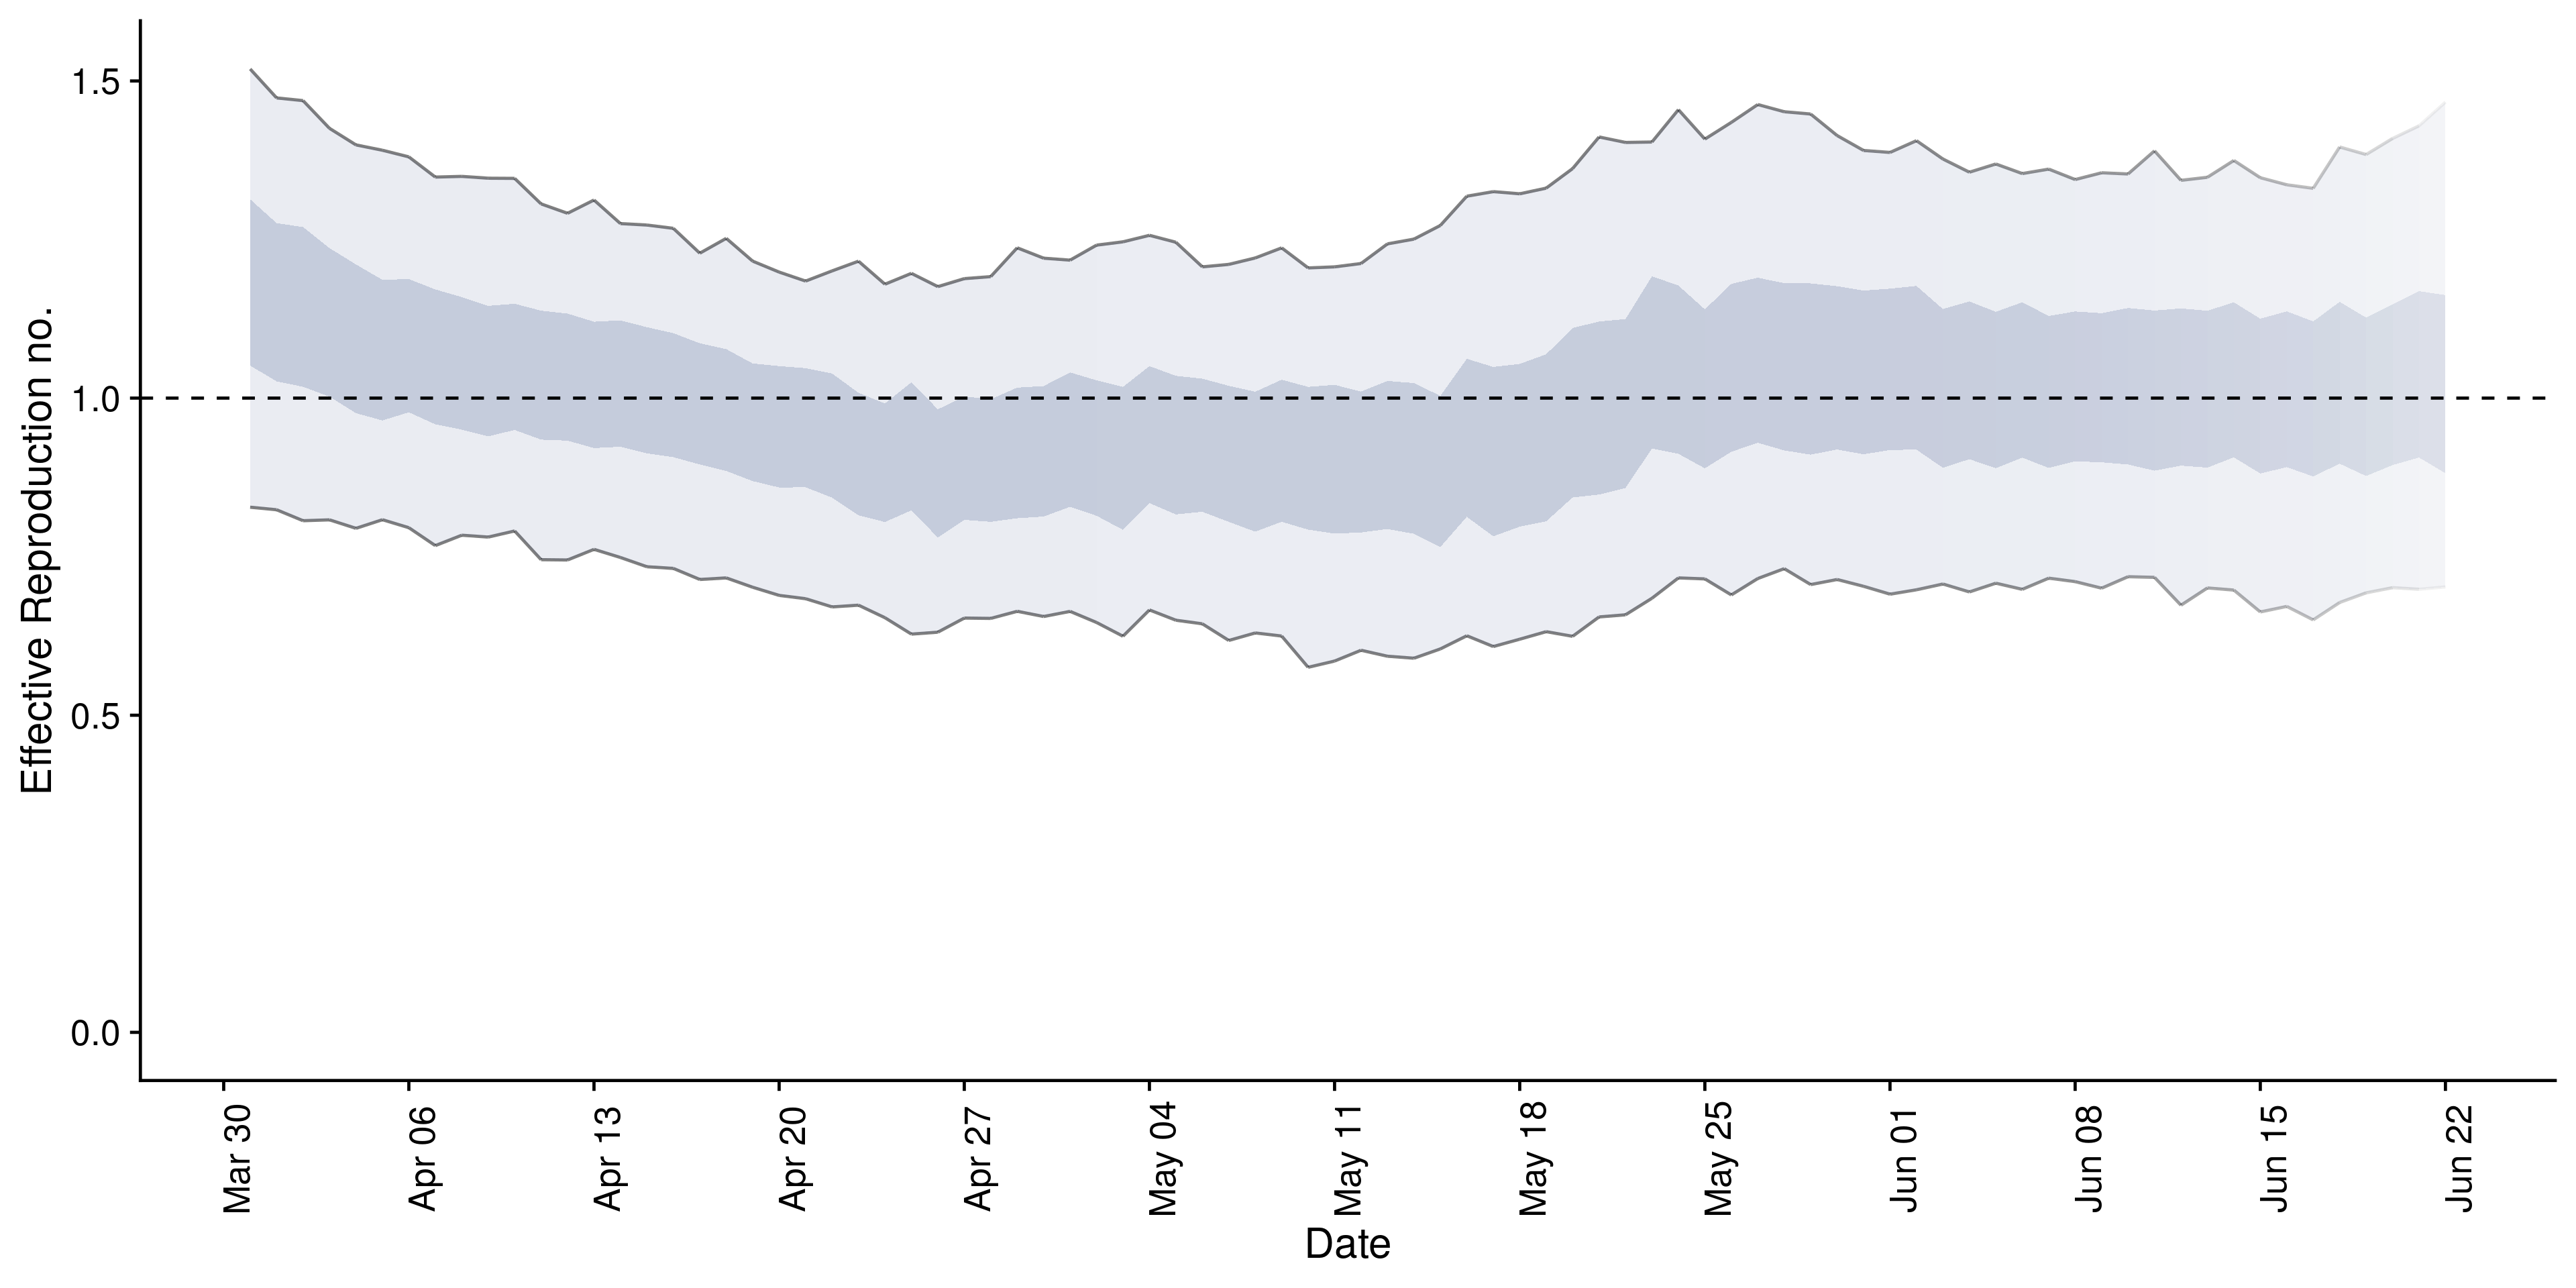 Effective Reproduction no.
1.5
1.0
0.5
0.0
Mar 30
Apr 06
Apr 13
Apr 20
Apr 27
May 04
May 11
May 18
May 25
Jun 01
Jun 08
Jun 15
Jun 22
Date